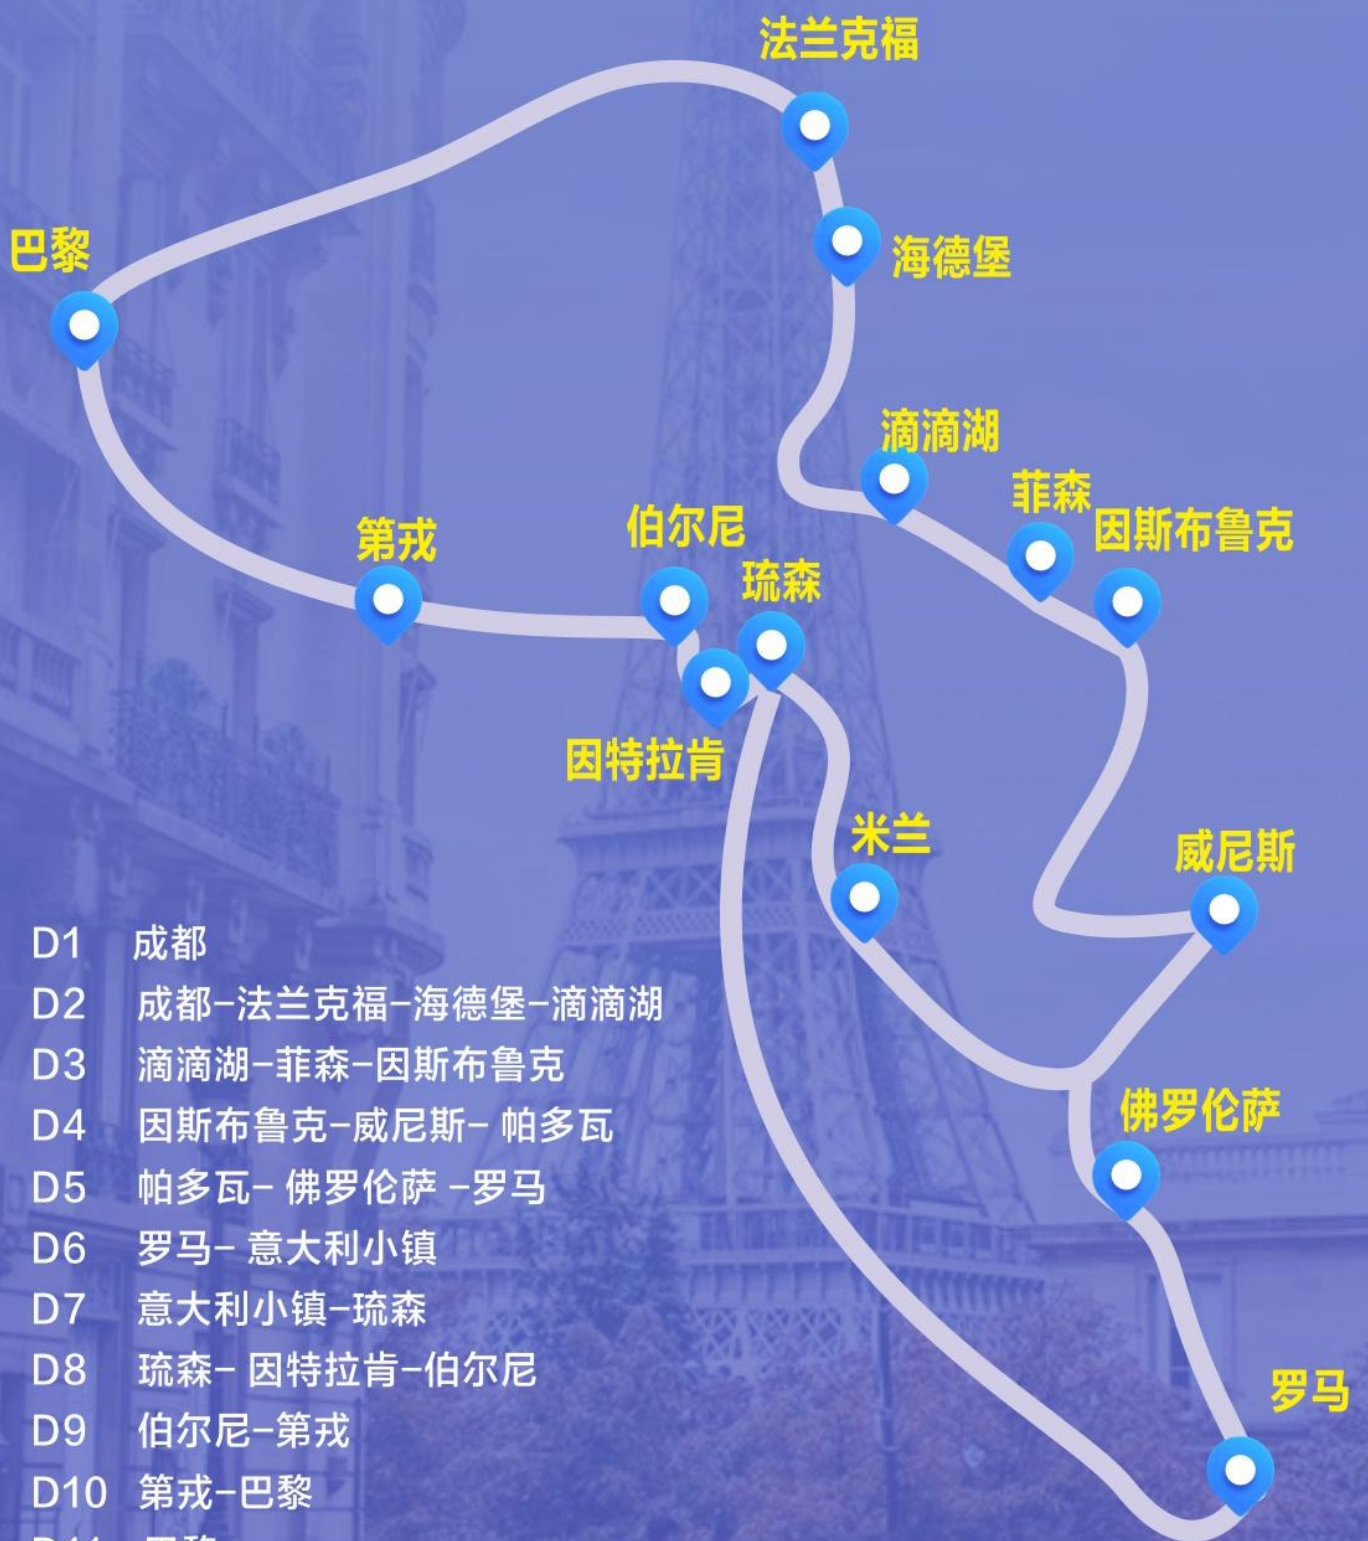 法兰克福
巴黎
海德堡
滴滴湖
菲森
因斯布鲁克
伯尔尼
第戎
琉森
因特拉肯
米兰
威尼斯
佛罗伦萨
罗马
D1 成都
D2 成都-法兰克福-海德堡-滴滴湖
D3 滴滴湖-菲森-因斯布鲁克
D4 因斯布鲁克-威尼斯- 帕多瓦
D5 帕多瓦- 佛罗伦萨 -罗马
D6 罗马- 意大利小镇
D7 意大利小镇-琉森
D8 琉森- 因特拉肯-伯尔尼
D9 伯尔尼-第戎
D10 第戎-巴黎